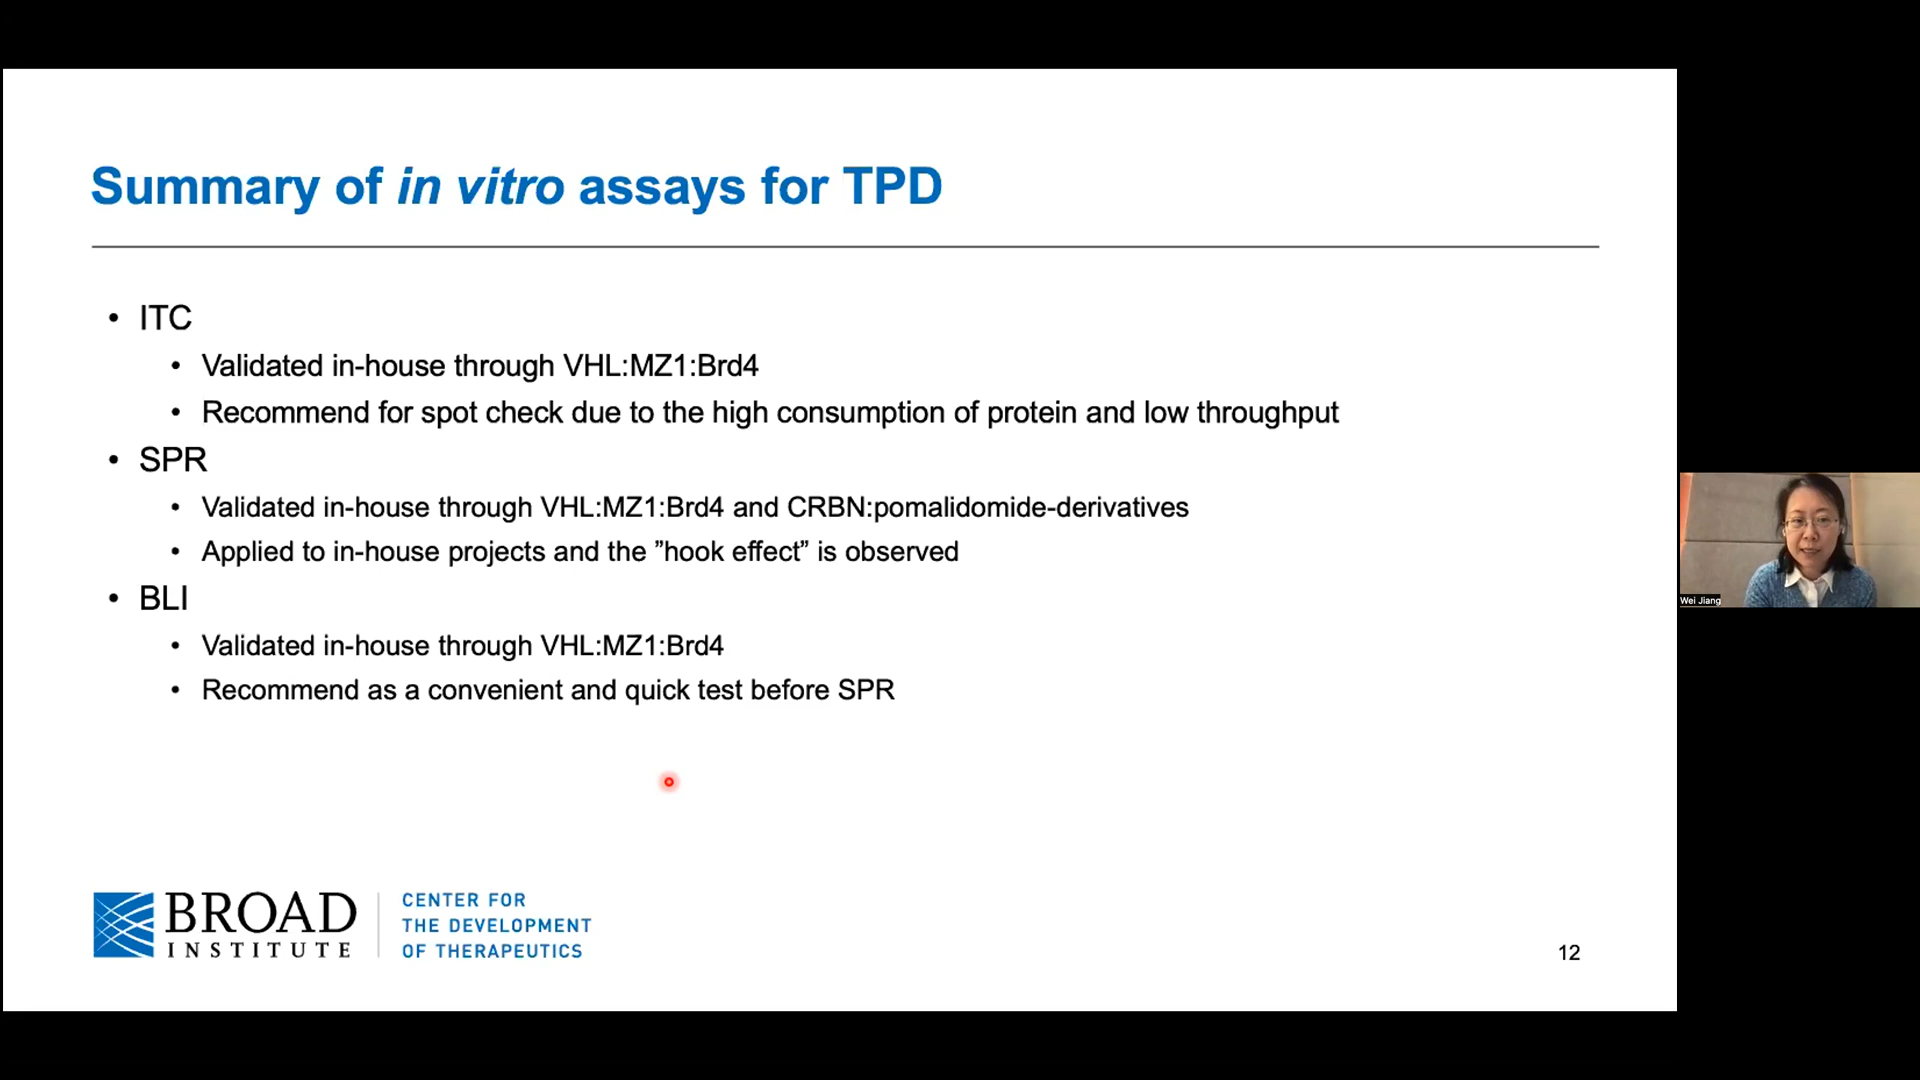 Summary of in vitro assays for TPD
• ITC
• Validated in-house through VHL:MZ1:Brd4
• Recommend for spot check due to the high consumption of protein and low throughput
• SPR
• Validated in-house through VHL:MZ1:Brd4 and CRBN:pomalidomide-derivatives
• Applied to in-house projects and the ”hook effect” is observed
• BLI
• Validated in-house through VHL:MZ1:Brd4
• Recommend as a convenient and quick test before SPR
Wei Jiang
BROAD
INSTITUTE
CENTER FOR
THE DEVELOPMENT
OF THERAPEUTICS
12